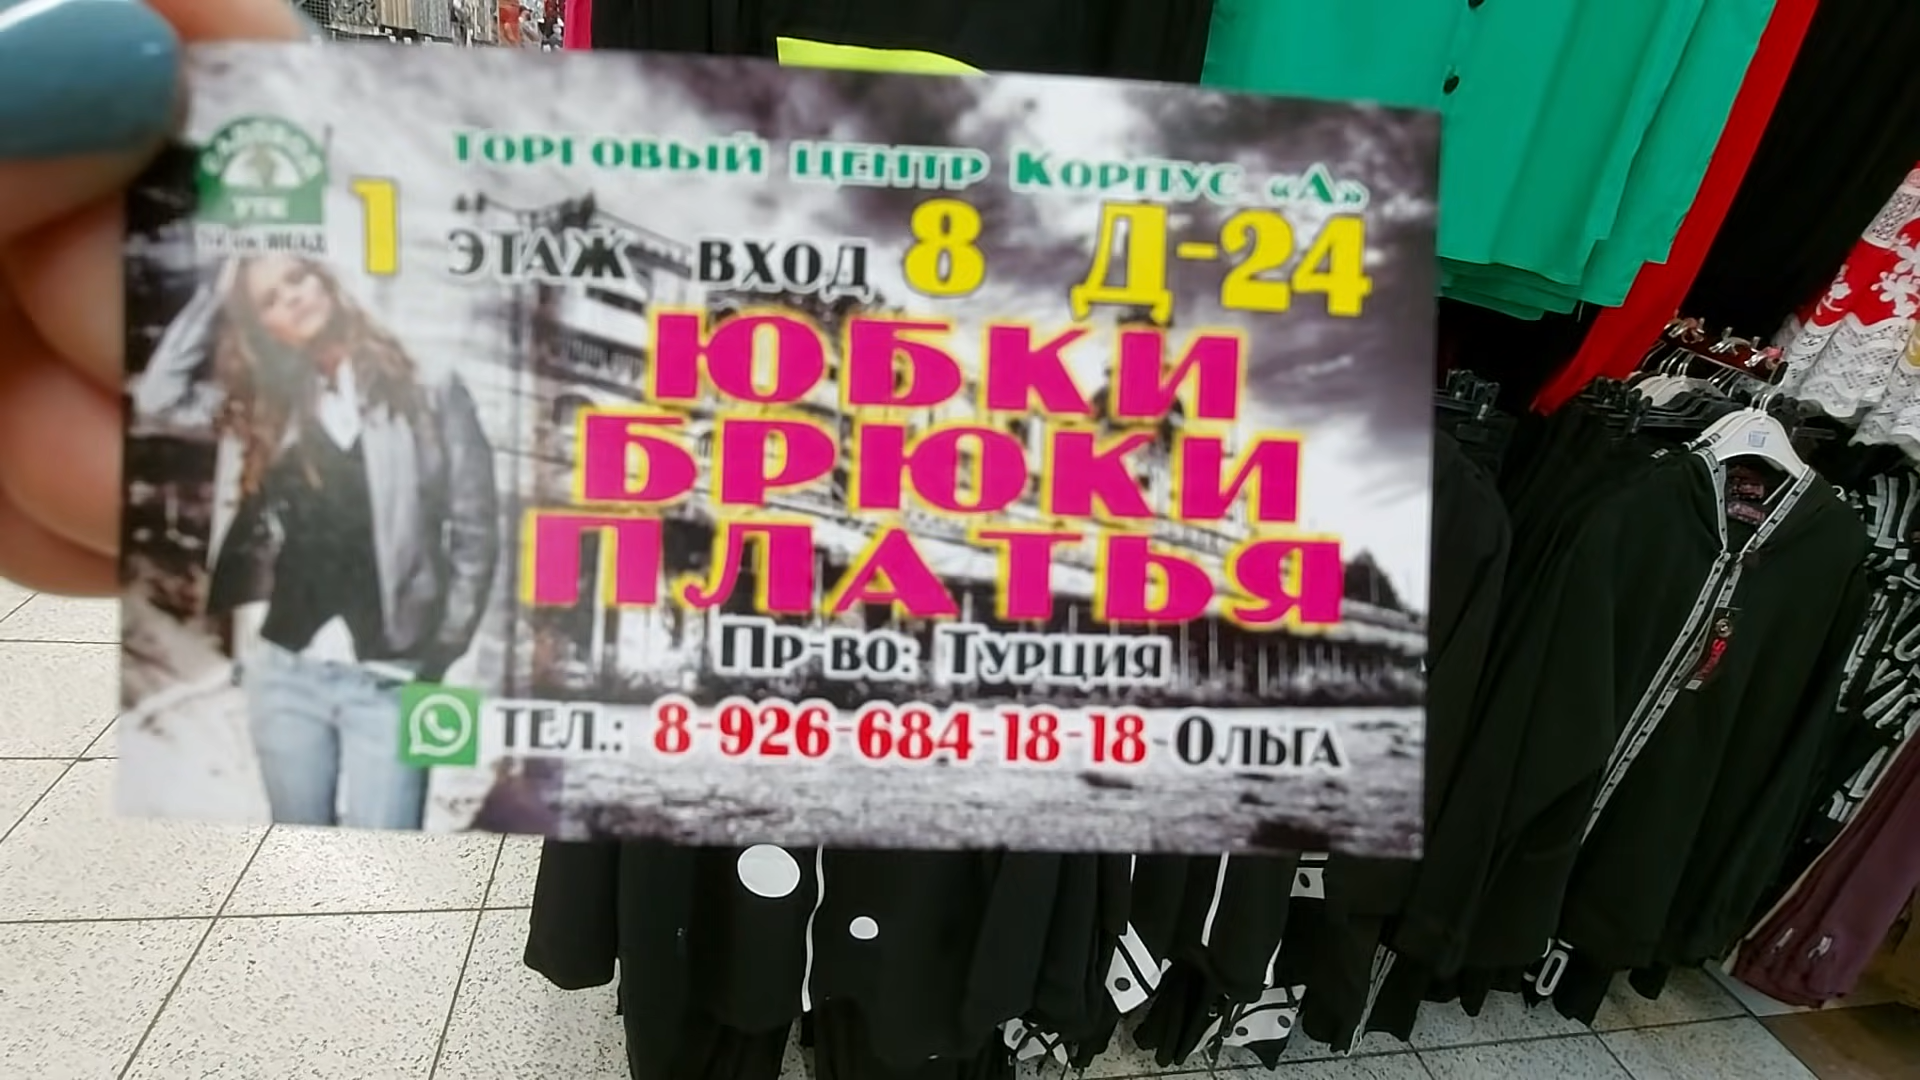 ТОРГОВЫЙ ЦЕНТР КОРПУС «А»
УТК
1 ЭТАЖ ВХОД 8 Д-24
ЮБКИ
БРЮКИ
ПЛАТЬЯ
ПР-ВО: ТУРЦИЯ
ТЕЛ.: 8-926-684-18-18 ОЛЬГА